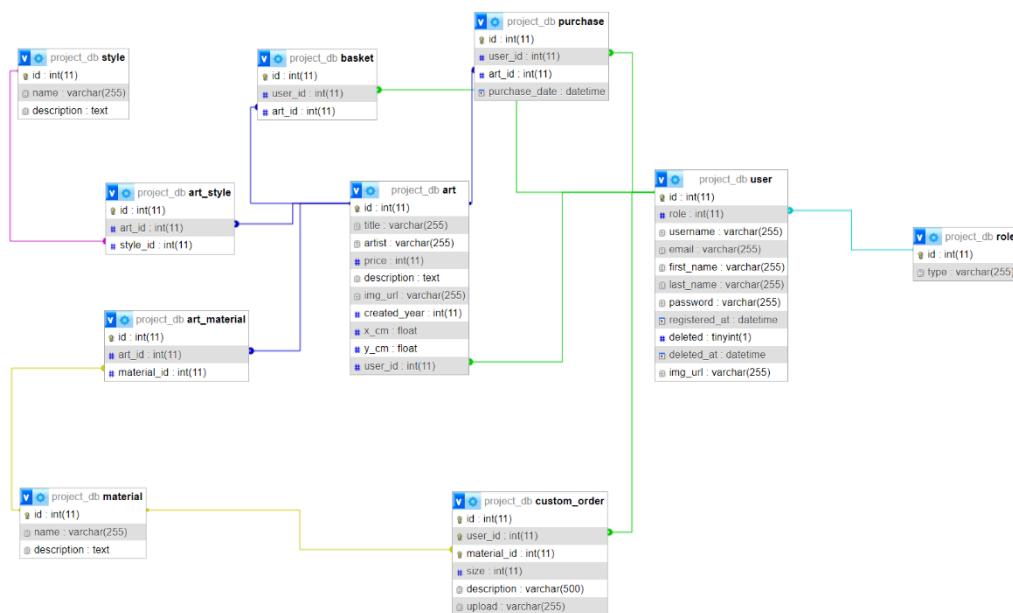 project_db style
id : int(11)
name : varchar(255)
description : text
project_db basket
id : int(11)
user_id : int(11)
art_id : int(11)
project_db purchase
id : int(11)
user_id : int(11)
art_id : int(11)
purchase_date : datetime
project_db art_style
id : int(11)
art_id : int(11)
style_id : int(11)
project_db art
id : int(11)
title : varchar(255)
artist : varchar(255)
price : int(11)
description : text
img_url : varchar(255)
created_year : int(11)
x_cm : float
y_cm : float
user_id : int(11)
project_db user
id : int(11)
role : int(11)
username : varchar(255)
email : varchar(255)
first_name : varchar(255)
last_name : varchar(255)
password : varchar(255)
registered_at : datetime
deleted : tinyint(1)
deleted_at : datetime
img_url : varchar(255)
project_db role
id : int(11)
type : varchar(255)
project_db art_material
id : int(11)
art_id : int(11)
material_id : int(11)
project_db material
id : int(11)
name : varchar(255)
description : text
project_db custom_order
id : int(11)
user_id : int(11)
material_id : int(11)
size : int(11)
description : varchar(500)
upload : varchar(255)